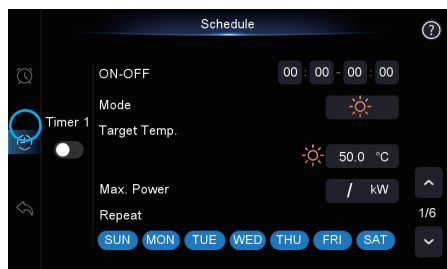 Schedule
?
ON-OFF 00 : 00 - 00 : 00
Mode
Timer 1
Target Temp.
50.0 °C
Max. Power / kW
Repeat 1/6
SUN MON TUE WED THU FRI SAT